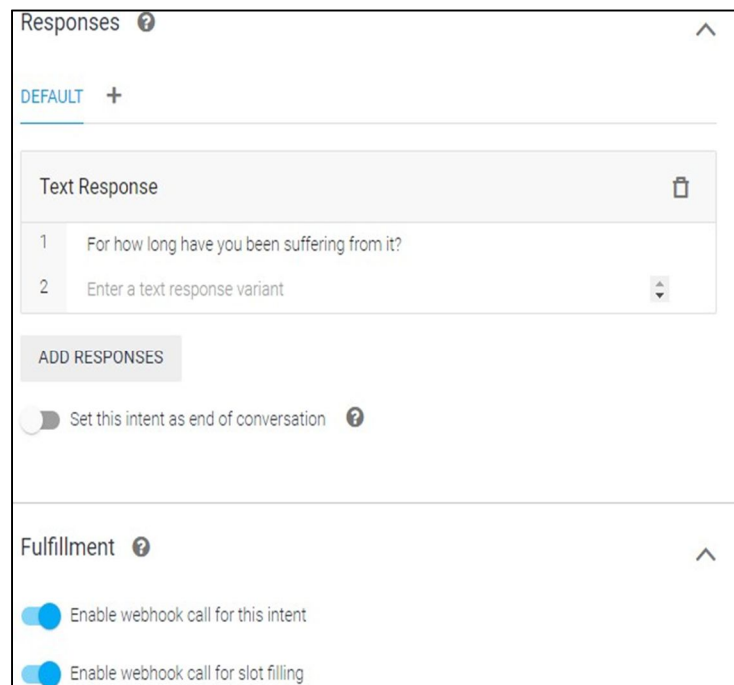 Responses
DEFAULT +
Text Response
1 For how long have you been suffering from it?
2 Enter a text response variant
ADD RESPONSES
Set this intent as end of conversation
Fulfillment
Enable webhook call for this intent
Enable webhook call for slot filling